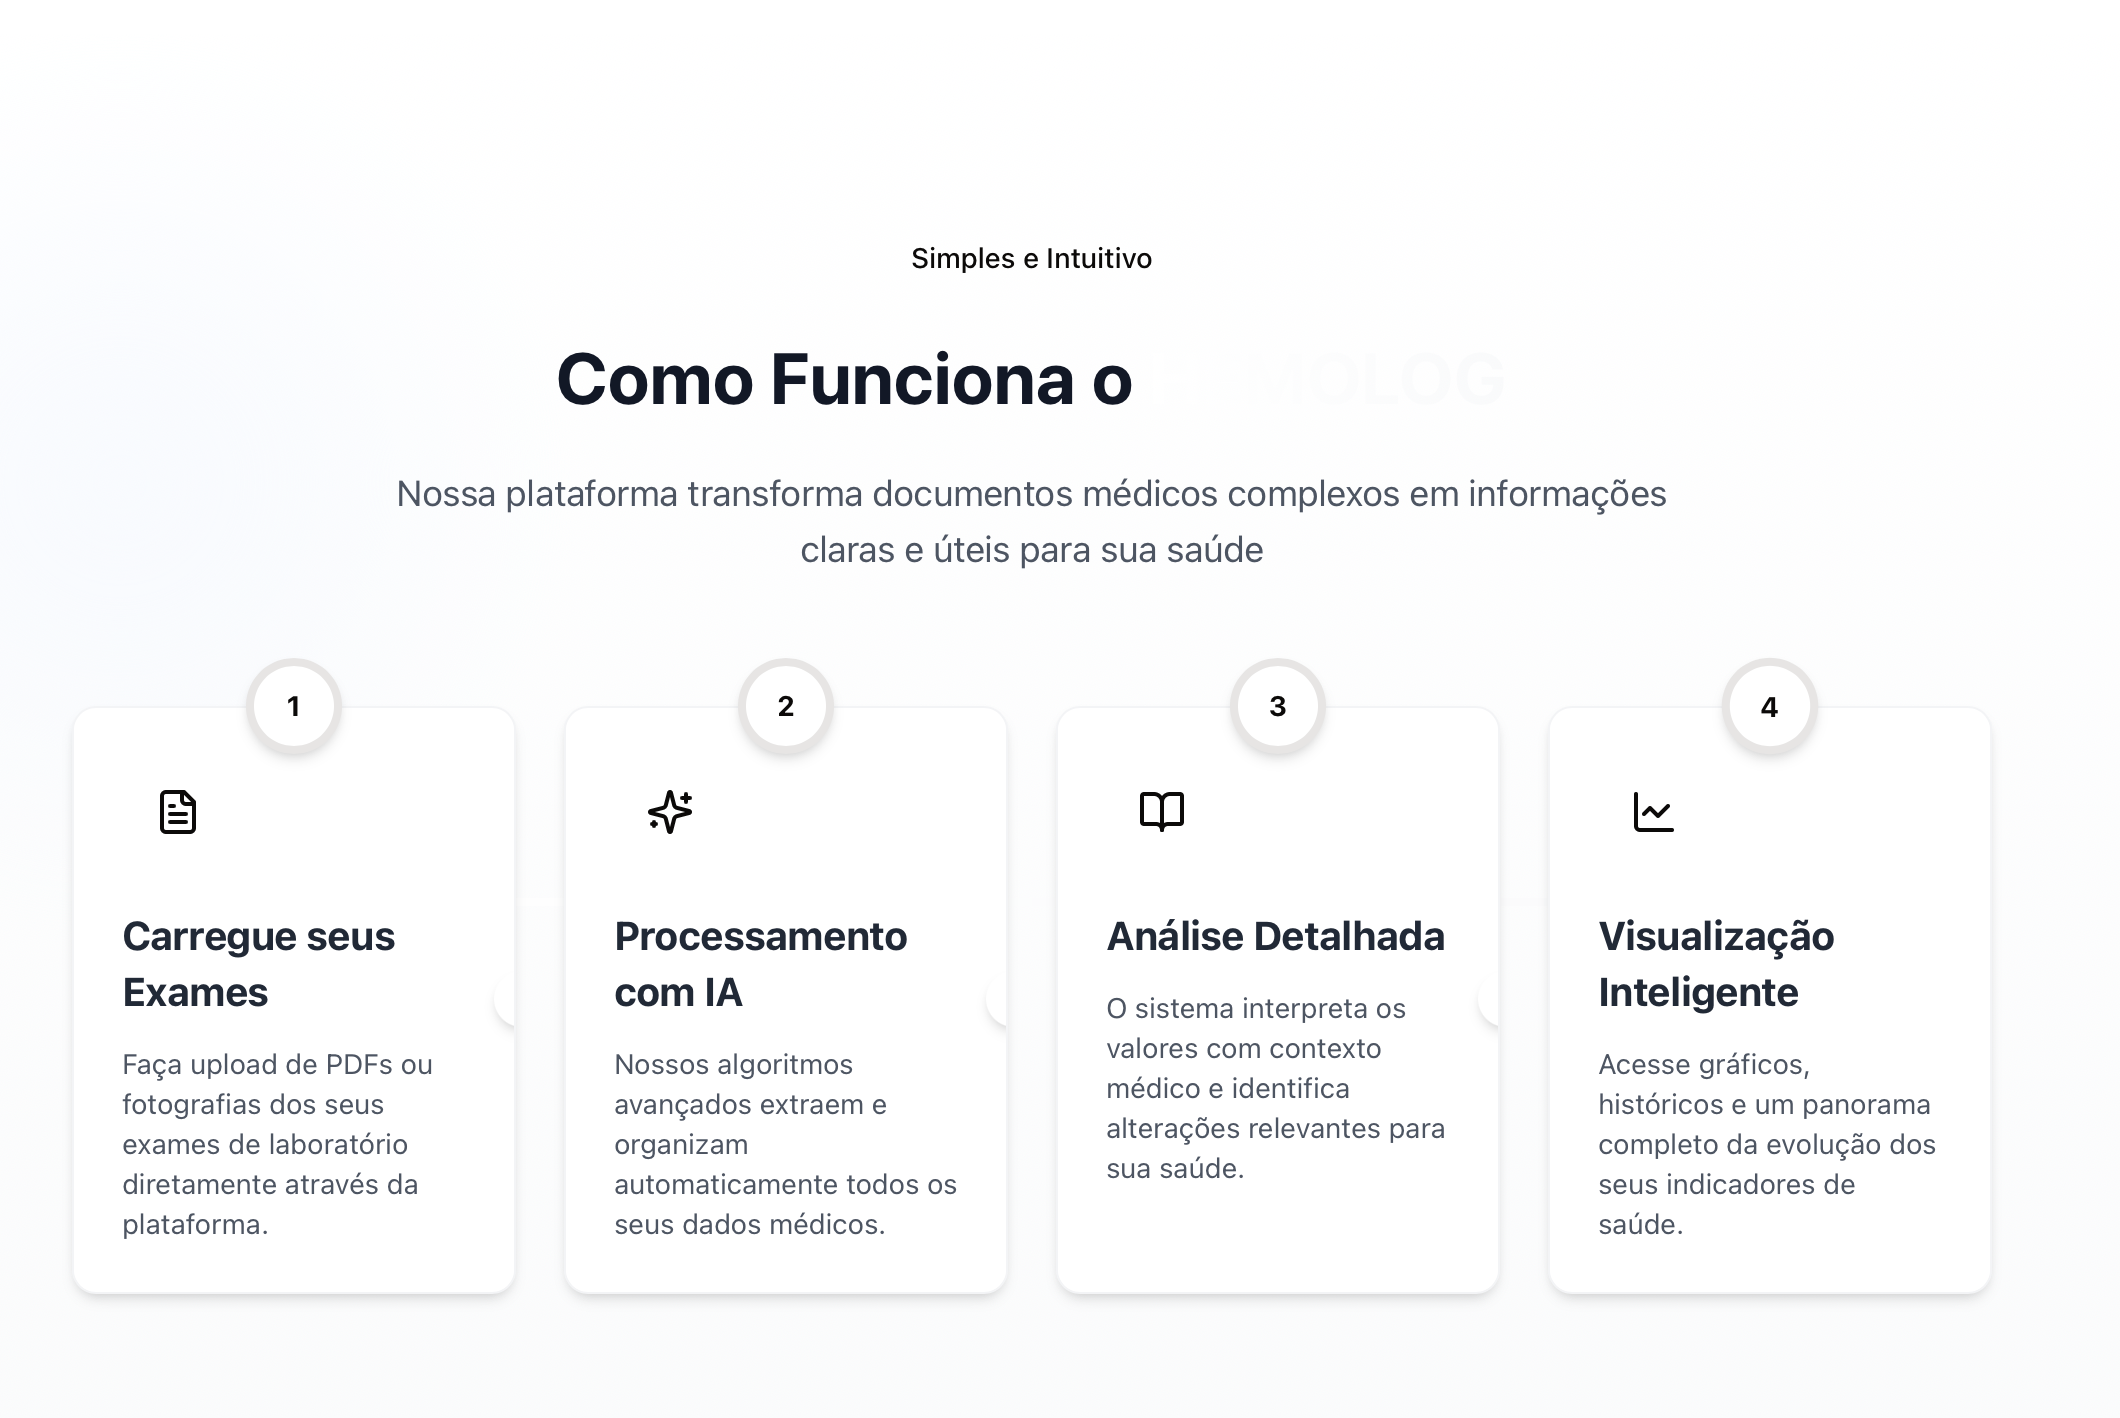 Simples e Intuitivo
Como Funciona o
Nossa plataforma transforma documentos médicos complexos em informações
claras e úteis para sua saúde
1
2
3
4
Carregue seus
Exames
Faça upload de PDFs ou
fotografias dos seus
exames de laboratório
diretamente através da
plataforma.
Processamento
com IA
Nossos algoritmos
avançados extraem e
organizam
automaticamente todos os
seus dados médicos.
Análise Detalhada
O sistema interpreta os
valores com contexto
médico e identifica
alterações relevantes para
sua saúde.
Visualização
Inteligente
Acesse gráficos,
históricos e um panorama
completo da evolução dos
seus indicadores de
saúde.